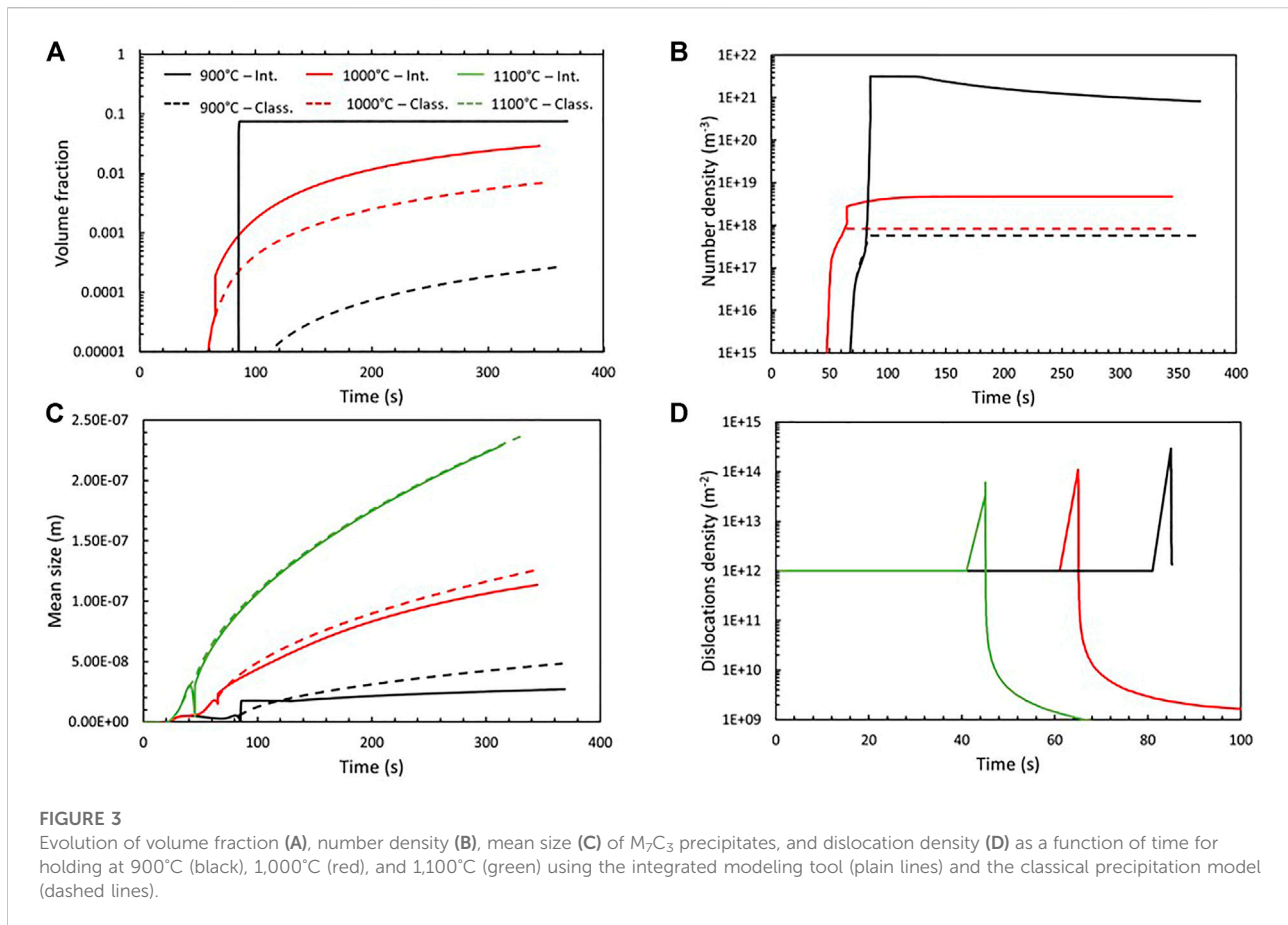 A
1
0.1
0.01
0.001
0.0001
0.00001
Volume fraction
900°C – Int.
1000°C – Int.
1100°C – Int.
900°C – Class.
1000°C – Class.
1100°C – Class.
0 100 200 300 400
Time (s)
B
1E+22
1E+21
1E+20
1E+19
1E+18
1E+17
1E+16
1E+15
Number density (m⁻³)
0 50 100 150 200 250 300 350 400
Time (s)
C
2.50E-07
2.00E-07
1.50E-07
1.00E-07
5.00E-08
0.00E+00
Mean size (m)
0 100 200 300 400
Time (s)
D
1E+15
1E+14
1E+13
1E+12
1E+11
1E+10
1E+09
Dislocations density (m⁻²)
0 20 40 60 80 100
Time (s)
FIGURE 3
Evolution of volume fraction (A), number density (B), mean size (C) of M₇C₃ precipitates, and dislocation density (D) as a function of time for
holding at 900°C (black), 1,000°C (red), and 1,100°C (green) using the integrated modeling tool (plain lines) and the classical precipitation model
(dashed lines).